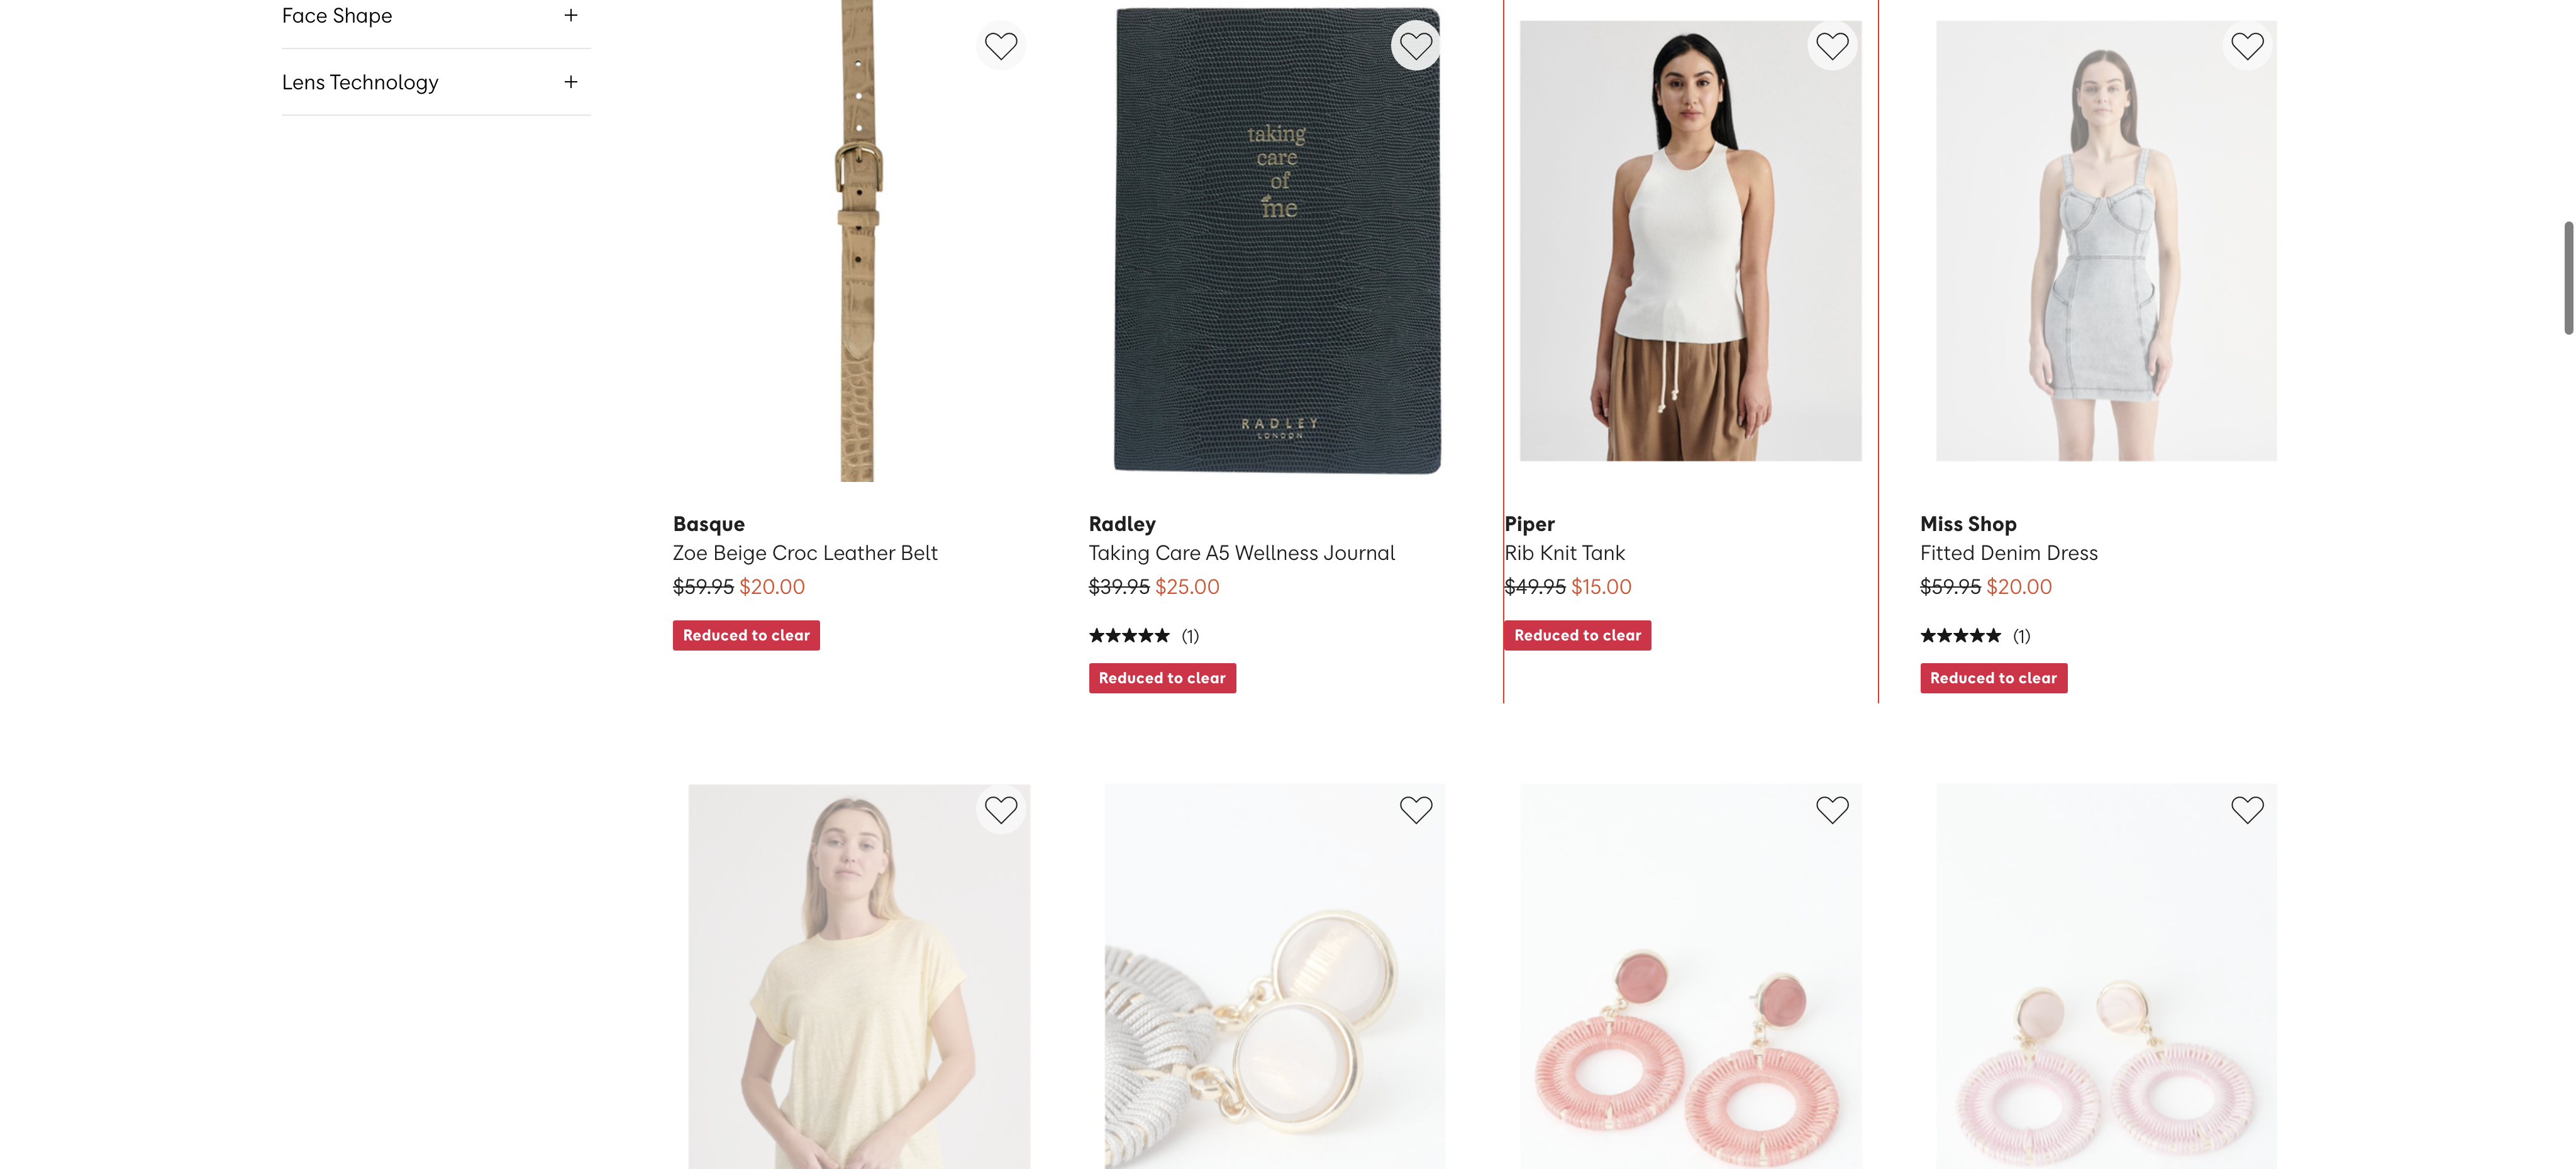 Face Shape +
Lens Technology +
taking
care
of
me
RADLEY
LONDON
Basque
Zoe Beige Croc Leather Belt
$59.95 $20.00
Reduced to clear
Radley
Taking Care A5 Wellness Journal
$39.95 $25.00
★★★★★ (1)
Reduced to clear
Piper
Rib Knit Tank
$49.95 $15.00
Reduced to clear
Miss Shop
Fitted Denim Dress
$59.95 $20.00
★★★★★ (1)
Reduced to clear